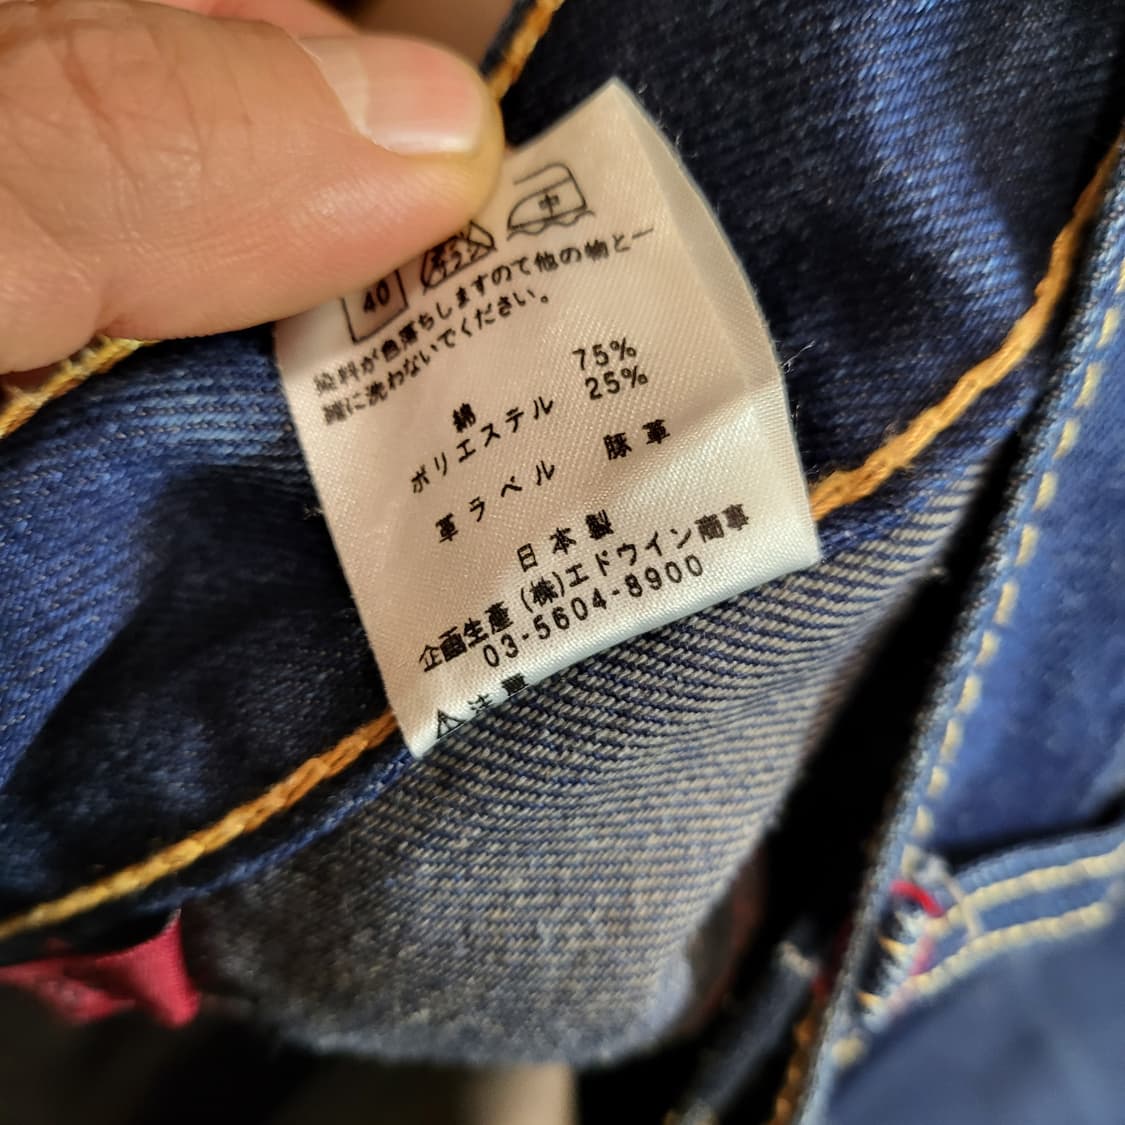 中
40
染料が色落ちしますので他の物と一
緒に洗わないでください。
綿 75%
ポリエステル 25%
革ラベル 豚革
日本製
企画生産 (株)エドウイン商事
03-5604-8900
注意